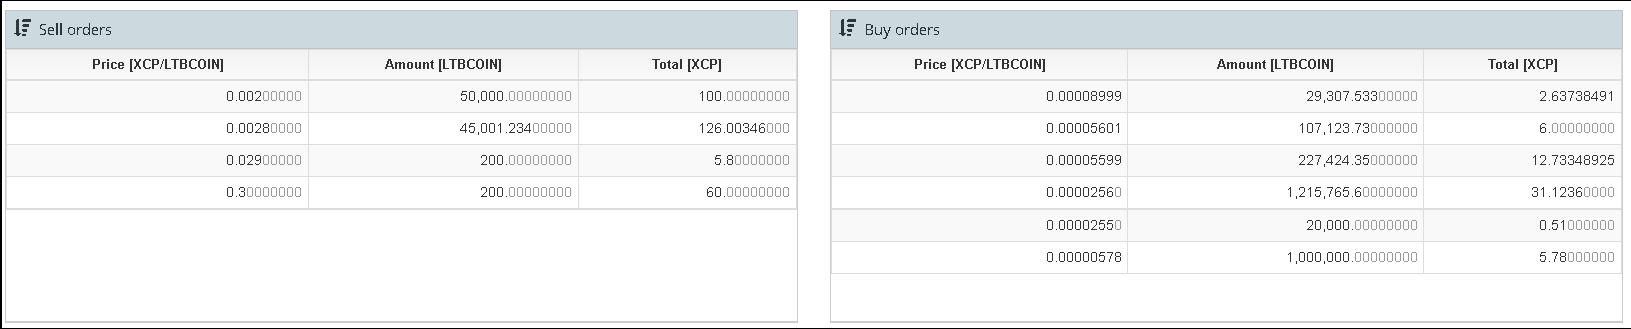 Sell orders
Price [XCP/LTBCOIN] Amount [LTBCOIN] Total [XCP]
0.00200000 50,000.00000000 100.00000000
0.00280000 45,001.23400000 126.00346000
0.02900000 200.00000000 5.80000000
0.30000000 200.00000000 60.00000000
Buy orders
Price [XCP/LTBCOIN] Amount [LTBCOIN] Total [XCP]
0.00008999 29,307.53300000 2.63738491
0.00005601 107,123.73000000 6.00000000
0.00005599 227,424.35000000 12.73348925
0.00002560 1,215,765.60000000 31.12360000
0.00002550 20,000.00000000 0.51000000
0.00000578 1,000,000.00000000 5.78000000